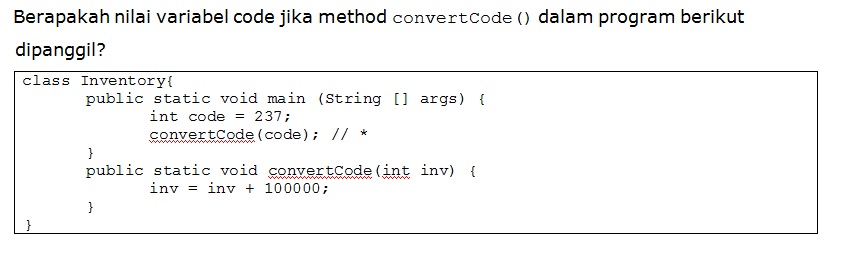 Berapakah nilai variabel code jika method convertCode() dalam program berikut
dipanggil?
class Inventory{
public static void main (String [] args) {
int code = 237;
convertCode(code); // *
}
public static void convertCode(int inv) {
inv = inv + 100000;
}
}